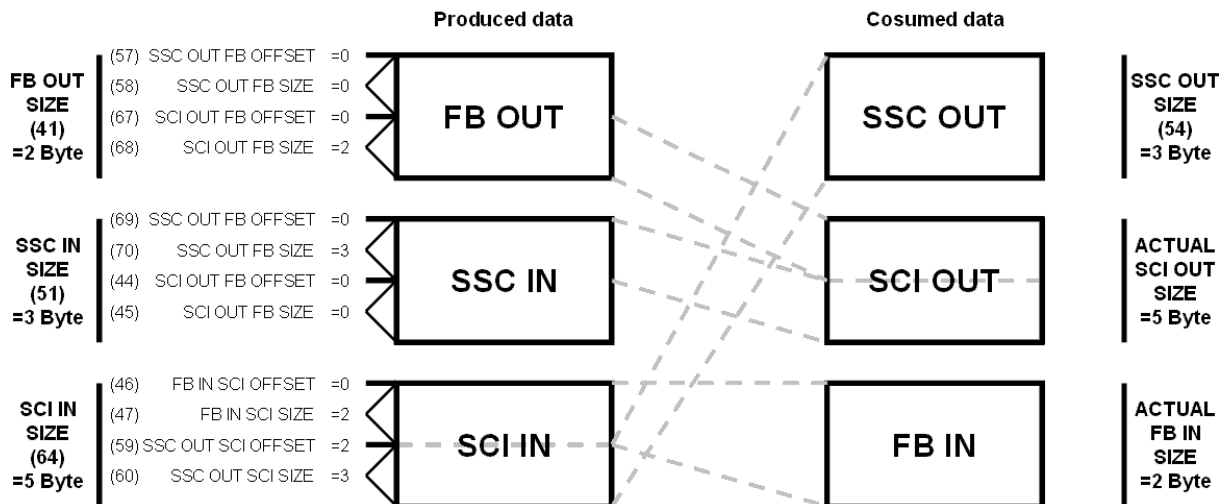 Produced data
Cosumed data
FB OUT
SIZE
(41)
=2 Byte
(57) SSC OUT FB OFFSET =0
(58) SSC OUT FB SIZE =0
(67) SCI OUT FB OFFSET =0
(68) SCI OUT FB SIZE =2
FB OUT
SSC OUT
SSC OUT
SIZE
(54)
=3 Byte
SSC IN
SIZE
(51)
=3 Byte
(69) SSC OUT FB OFFSET =0
(70) SSC OUT FB SIZE =3
(44) SCI OUT FB OFFSET =0
(45) SCI OUT FB SIZE =0
SSC IN
SCI OUT
ACTUAL
SCI OUT
SIZE
=5 Byte
SCI IN
SIZE
(64)
=5 Byte
(46) FB IN SCI OFFSET =0
(47) FB IN SCI SIZE =2
(59) SSC OUT SCI OFFSET =2
(60) SSC OUT SCI SIZE =3
SCI IN
FB IN
ACTUAL
FB IN
SIZE
=2 Byte